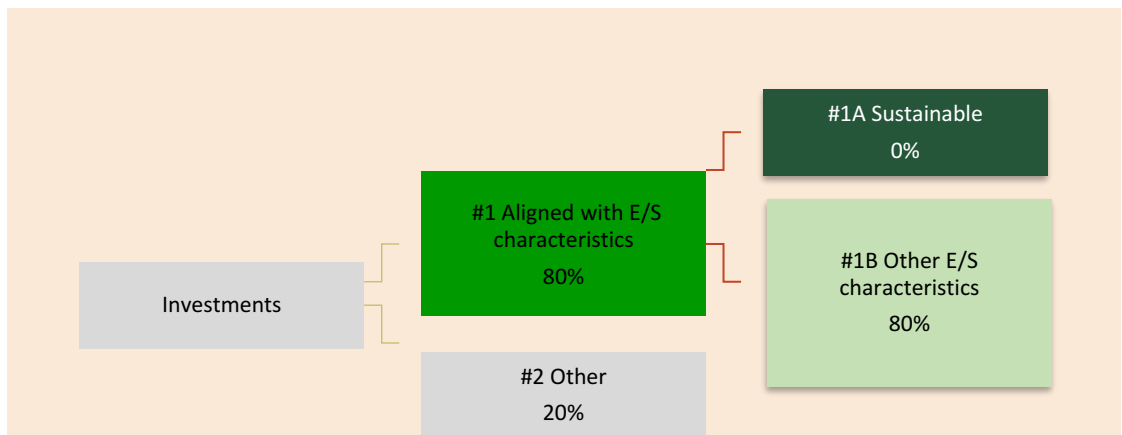 Investments
#1 Aligned with E/S
characteristics
80%
#2 Other
20%
#1A Sustainable
0%
#1B Other E/S
characteristics
80%